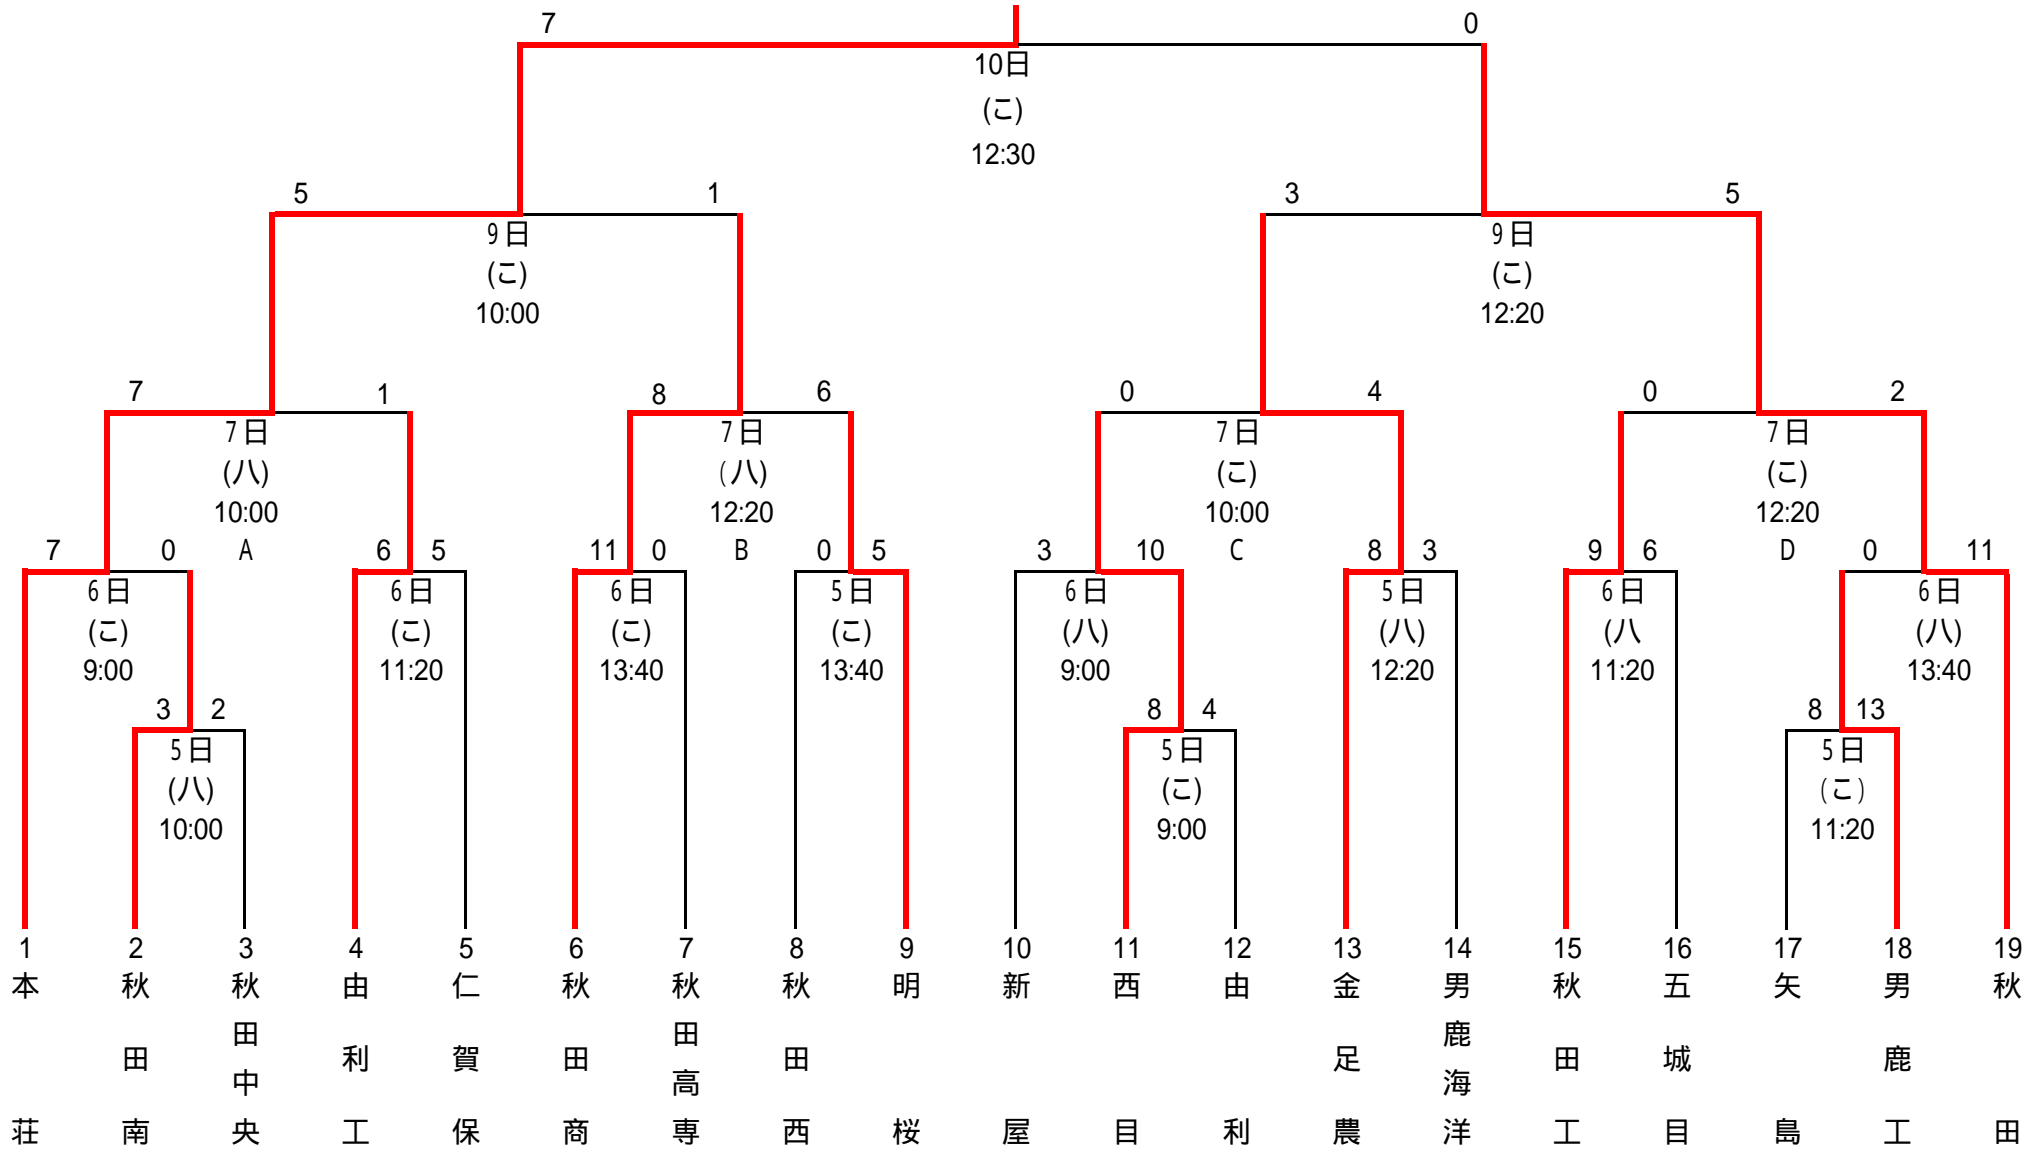 7 0
10日
(こ)
12:30
5 1 3 5
9日 9日
(こ) (こ)
10:00 12:20
7 1 8 6 0 4 0 2
7日 7日 7日 7日
(八) (八) (こ) (こ)
10:00 12:20 10:00 12:20
7 0 A 6 5 11 0 B 0 5 3 10 C 8 3 9 6 D 0 11
6日 6日 6日 5日 6日 5日 6日 6日
(こ) (こ) (こ) (こ) (八) (八) (八 (八)
9:00 11:20 13:40 13:40 9:00 12:20 11:20 13:40
3 2 8 4 8 13
5日 5日 5日
(八) (こ) (こ)
10:00 9:00 11:20
1 2 3 4 5 6 7 8 9 10 11 12 13 14 15 16 17 18 19
本荘
秋田南
秋田中央
由利工
仁賀保
秋田商
秋田高専
秋田西
明桜
新屋
西目
由利
金足農
男鹿海洋
秋田工
五城目
矢島
男鹿工
秋田